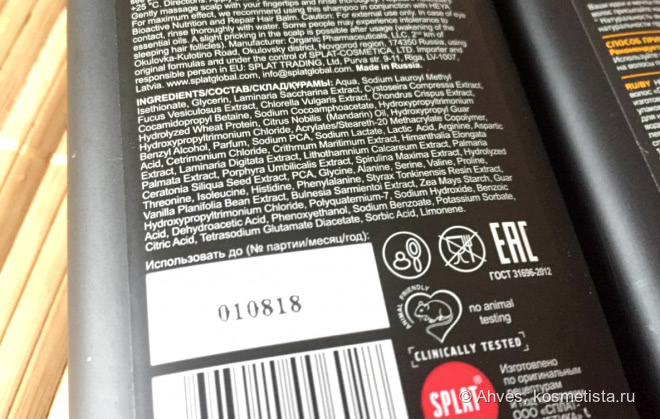 +25 °C. Directions:
Gently massage scalp with your fingertips and rinse thoroughly.
For maximum effect, we recommend using this shampoo in conjunction with HEYA
Bioactive Nutrition and Repair Hair Balm. Caution: For external use only. In case of eye
contact, rinse thoroughly with water. Some people may experience intolerance to
essential oils. A slight pricking in the scalp is possible after usage (wakening of the
sleeping hair follicles). Manufacturer: Organic Pharmaceuticals, LLC, 2nd km of
Okulovka-Kulotino Road, Okulovsky district, Novgorod region, 174350 Russia, using
original formulas and under the control of SPLAT-COSMETICA, LTD. Importer and
distributor in EU: SPLAT TRADING, Ltd, Purva str. 9-11, Riga, LV-1007,
Latvia. www.splatglobal.com, info@splatglobal.com. Made in Russia.
INGREDIENTS/СОСТАВ/СКЛАД/КУРАМЫ: Aqua, Sodium Lauroyl Methyl
Isethionate, Glycerin, Laminaria Saccharina Extract, Cystoseira Compressa Extract,
Fucus Vesiculosus Extract, Chlorella Vulgaris Extract, Chondrus Crispus Extract,
Cocamidopropyl Betaine, Sodium Cocoamphoacetate, Hydroxypropyltrimonium
Hydrolyzed Wheat Protein, Citrus Nobilis (Mandarin) Oil, Hydroxypropyl Guar
Hydroxypropyltrimonium Chloride, Acrylates/Steareth-20 Methacrylate Copolymer,
Benzyl Alcohol, Parfum, Sodium PCA, Sodium Lactate, Lactic Acid, Arginine, Aspartic
Acid, Cetrimonium Chloride, Crithmum Maritimum Extract, Himanthalia Elongata
Extract, Laminaria Digitata Extract, Lithothamnium Calcareum Extract, Palmaria
Palmata Extract, Porphyra Umbilicalis Extract, Spirulina Maxima Extract, Hydrolyzed
Ceratonia Siliqua Seed Extract, PCA, Glycine, Alanine, Serine, Valine, Proline,
Threonine, Isoleucine, Histidine, Phenylalanine, Styrax Tonkinensis Resin Extract,
Vanilla Planifolia Bean Extract, Bulnesia Sarmientoi Extract, Zea Mays Starch, Guar
Hydroxypropyltrimonium Chloride, Polyquaternium-7, Sodium Hydroxide, Benzoic
Acid, Dehydroacetic Acid, Phenoxyethanol, Sodium Benzoate, Potassium Sorbate,
Citric Acid, Tetrasodium Glutamate Diacetate, Sorbic Acid, Limonene.
Использовать до (№ партии/месяц/год):
010818
EAC
ГОСТ 31696-2012
ANIMAL FRIENDLY
no animal
testing
CLINICALLY TESTED
SPLAT
Изготовлено
по оригинальным
рецептурам
ООО «СПЛАТ-
СПОСОБ ПРИ
RU/BY
© Ahves, kosmetista.ru